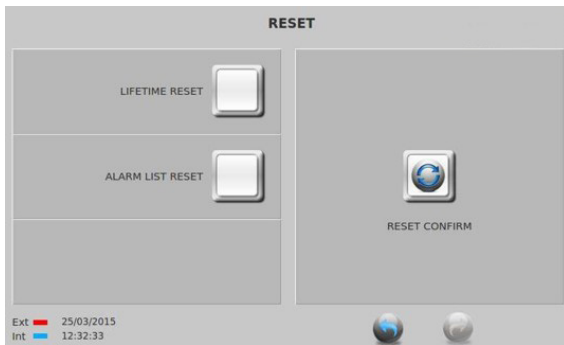 RESET
LIFETIME RESET
ALARM LIST RESET
RESET CONFIRM
Ext 25/03/2015
Int 12:32:33